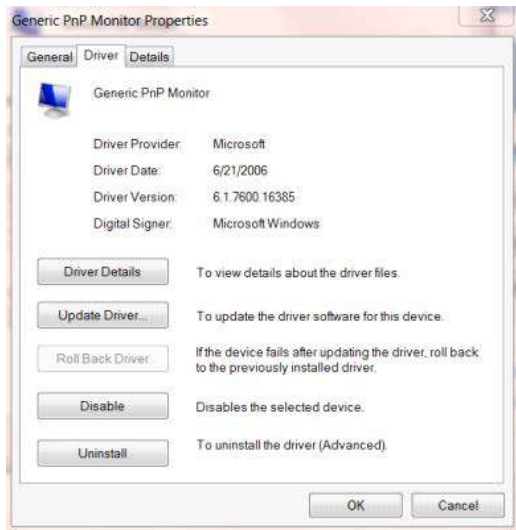 Generic PnP Monitor Properties
General Driver Details
Generic PnP Monitor
Driver Provider: Microsoft
Driver Date: 6/21/2006
Driver Version: 6.1.7600.16385
Digital Signer: Microsoft Windows
Driver Details To view details about the driver files.
Update Driver... To update the driver software for this device.
Roll Back Driver If the device fails after updating the driver, roll back
to the previously installed driver.
Disable Disables the selected device.
Uninstall To uninstall the driver (Advanced).
OK Cancel